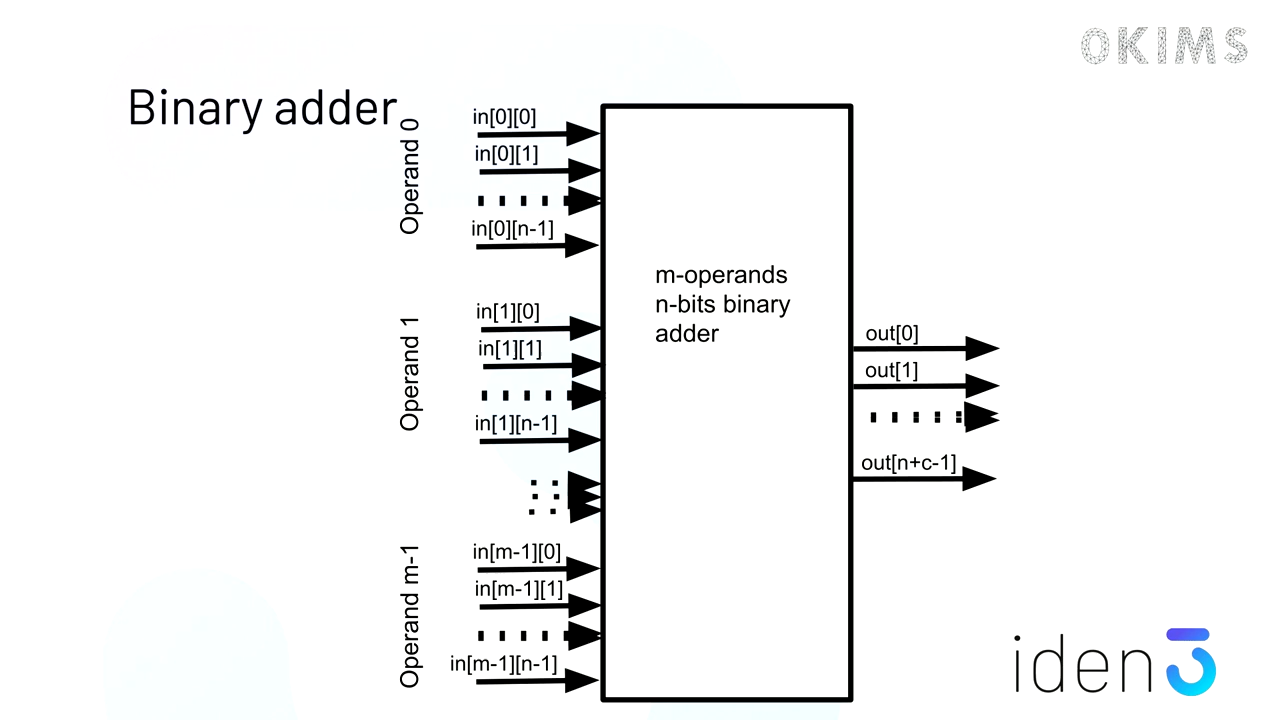 OKIMS
Binary adder
Operand 0
in[0][0]
in[0][1]
in[0][n-1]
Operand 1
in[1][0]
in[1][1]
in[1][n-1]
Operand m-1
in[m-1][0]
in[m-1][1]
in[m-1][n-1]
m-operands
n-bits binary
adder
out[0]
out[1]
out[n+c-1]
iden3